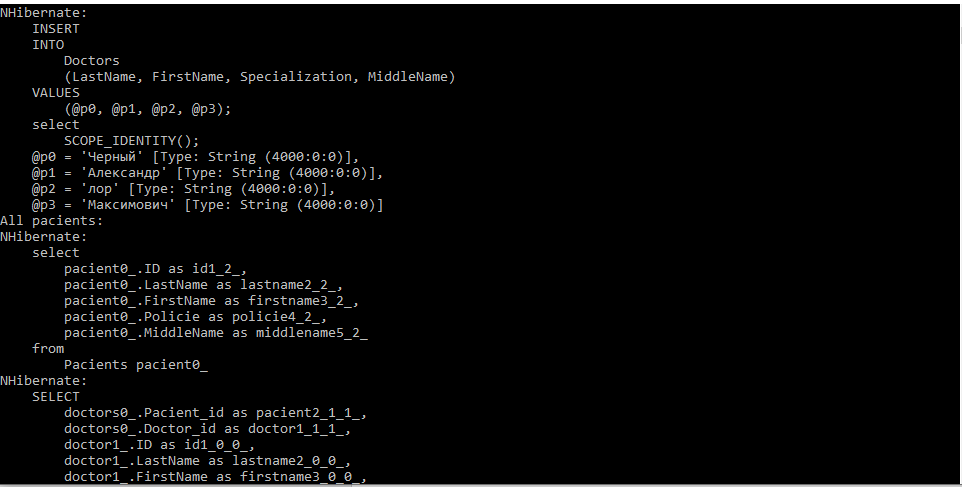 NHibernate:
INSERT
INTO
Doctors
(LastName, FirstName, Specialization, MiddleName)
VALUES
(@p0, @p1, @p2, @p3);
select
SCOPE_IDENTITY();
@p0 = 'Черный' [Type: String (4000:0:0)],
@p1 = 'Александр' [Type: String (4000:0:0)],
@p2 = 'лор' [Type: String (4000:0:0)],
@p3 = 'Максимович' [Type: String (4000:0:0)]
All pacients:
NHibernate:
select
pacient0_.ID as id1_2_,
pacient0_.LastName as lastname2_2_,
pacient0_.FirstName as firstname3_2_,
pacient0_.Policie as policie4_2_,
pacient0_.MiddleName as middlename5_2_
from
Pacients pacient0_
NHibernate:
SELECT
doctors0_.Pacient_id as pacient2_1_1_,
doctors0_.Doctor_id as doctor1_1_1_,
doctor1_.ID as id1_0_0_,
doctor1_.LastName as lastname2_0_0_,
doctor1_.FirstName as firstname3_0_0_,